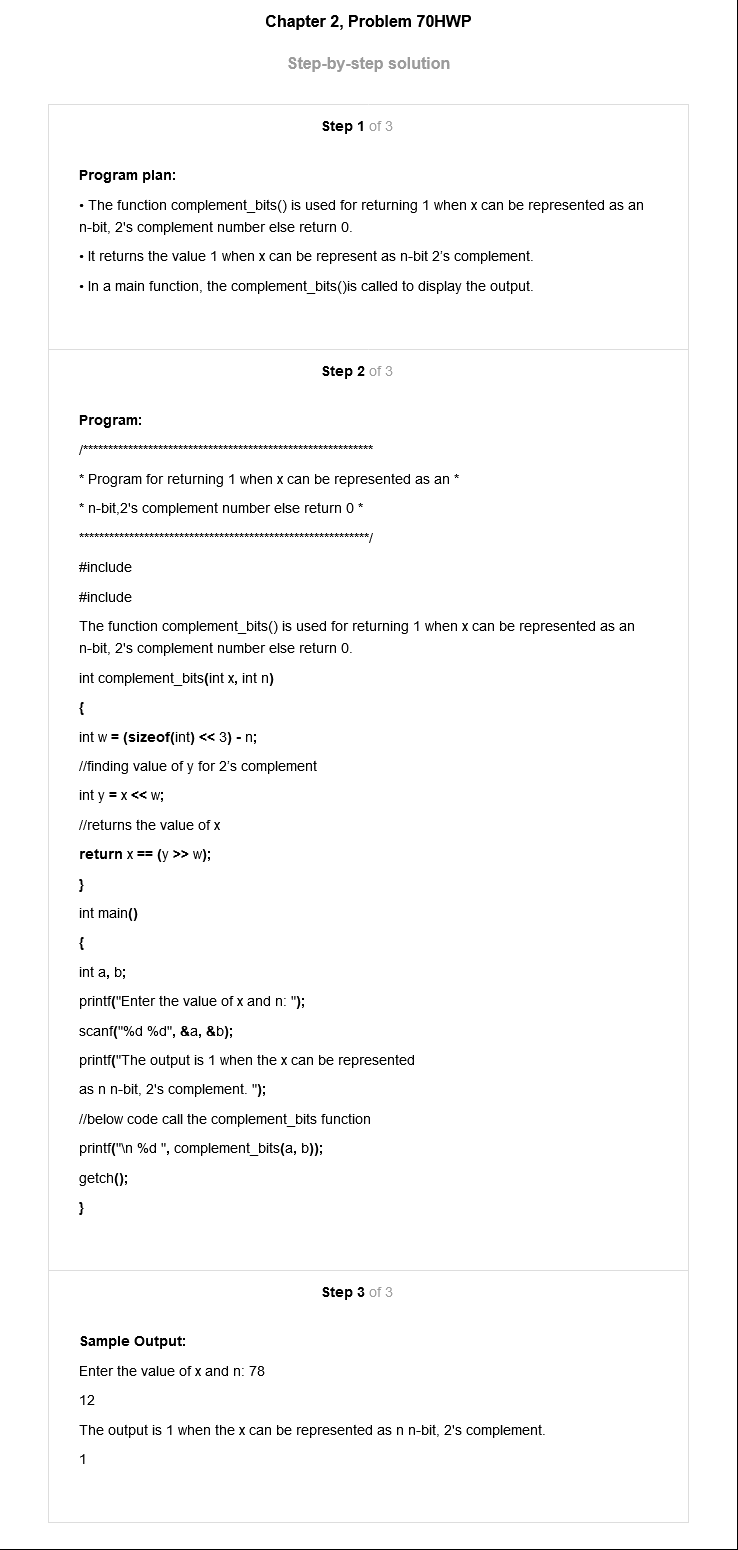 Chapter 2, Problem 70HWP
Step-by-step solution
Step 1 of 3
Program plan:
• The function complement_bits() is used for returning 1 when x can be represented as an
n-bit, 2's complement number else return 0.
• It returns the value 1 when x can be represent as n-bit 2's complement.
• In a main function, the complement_bits()is called to display the output.
Step 2 of 3
Program:
/**********************************************************
* Program for returning 1 when x can be represented as an *
* n-bit,2's complement number else return 0 *
**********************************************************/
#include
#include
The function complement_bits() is used for returning 1 when x can be represented as an
n-bit, 2's complement number else return 0.
int complement_bits(int x, int n)
{
int w = (sizeof(int) << 3) - n;
//finding value of y for 2's complement
int y = x << w;
//returns the value of x
return x == (y >> w);
}
int main()
{
int a, b;
printf("Enter the value of x and n: ");
scanf("%d %d", &a, &b);
printf("The output is 1 when the x can be represented
as n n-bit, 2's complement. ");
//below code call the complement_bits function
printf("\n %d ", complement_bits(a, b));
getch();
}
Step 3 of 3
Sample Output:
Enter the value of x and n: 78
12
The output is 1 when the x can be represented as n n-bit, 2's complement.
1